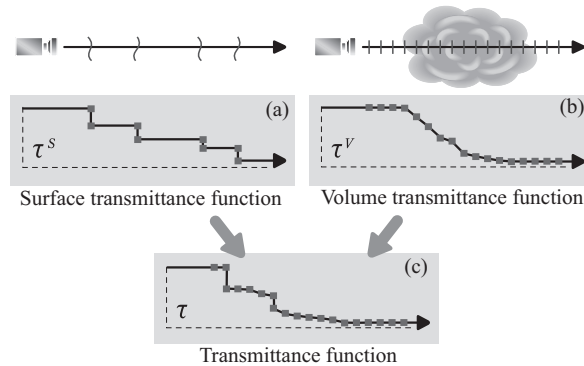 (a)
τ^S
Surface transmittance function
(b)
τ^V
Volume transmittance function
(c)
τ
Transmittance function